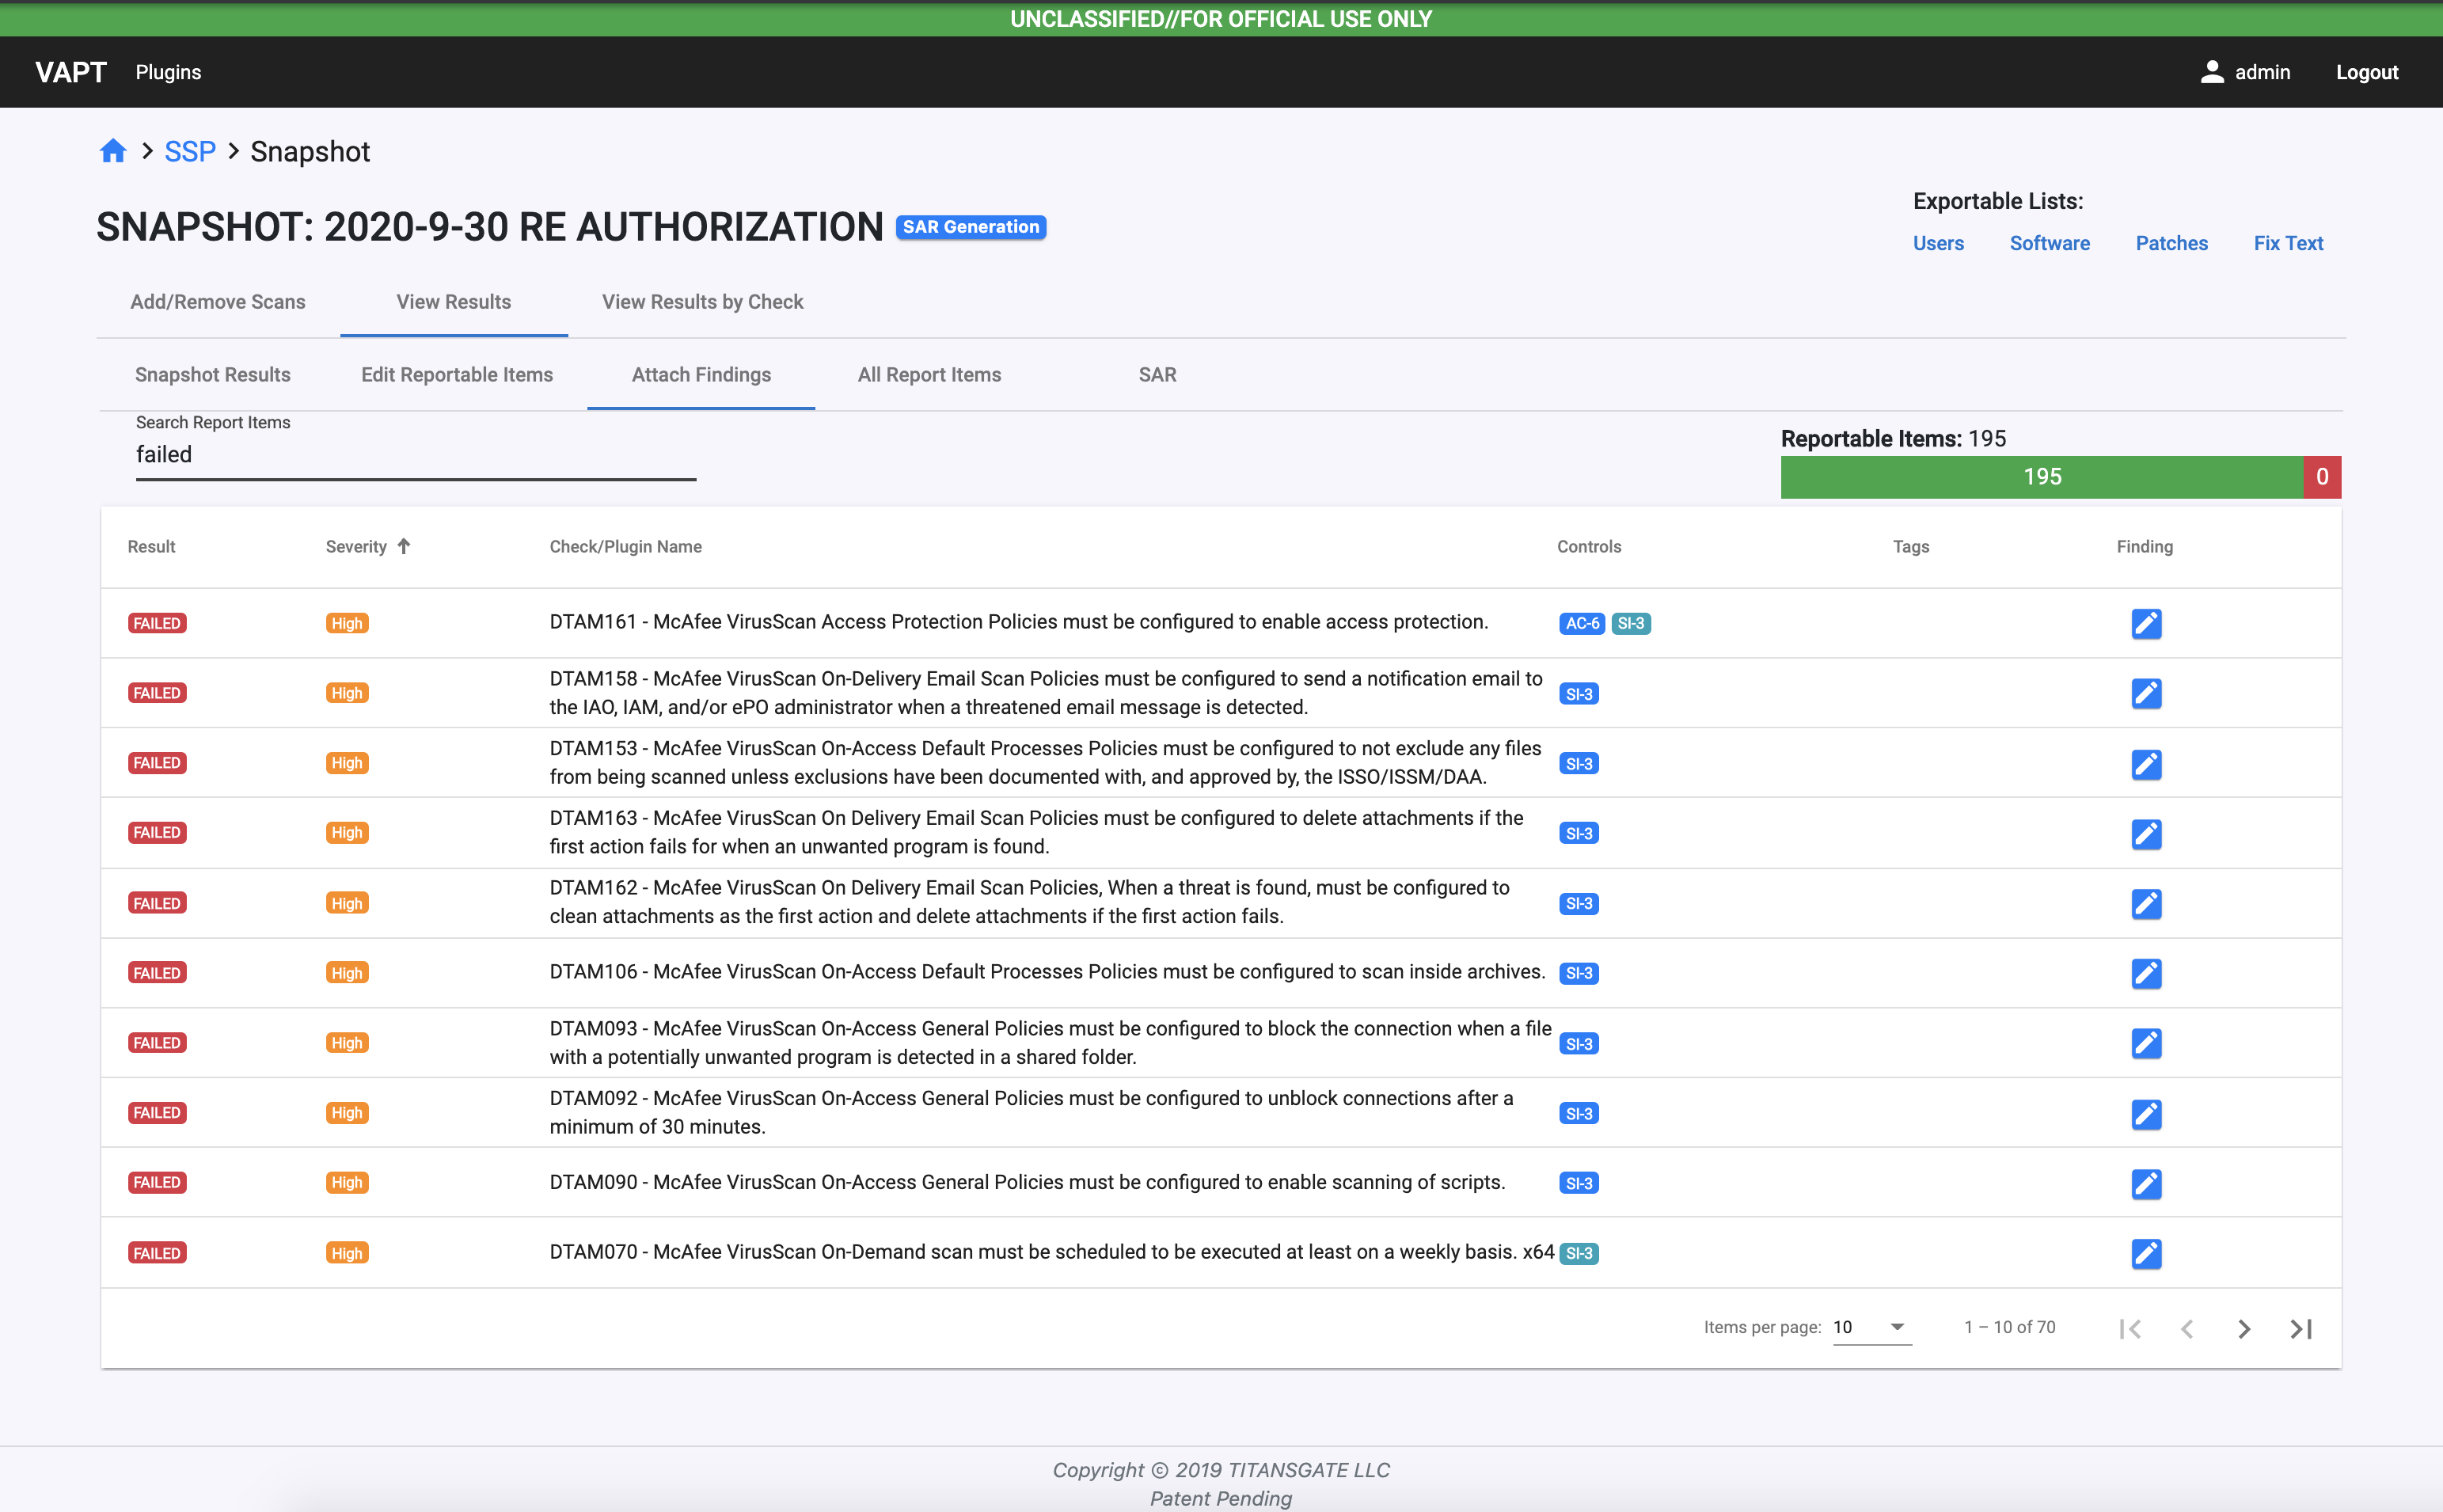 UNCLASSIFIED//FOR OFFICIAL USE ONLY
VAPT Plugins admin Logout
SSP Snapshot
SNAPSHOT: 2020-9-30 RE AUTHORIZATION SAR Generation
Exportable Lists:
Users Software Patches Fix Text
Add/Remove Scans View Results View Results by Check
Snapshot Results Edit Reportable Items Attach Findings All Report Items SAR
Search Report Items
failed
Reportable Items: 195
195 0
Result Severity Check/Plugin Name Controls Tags Finding
FAILED High DTAM161 - McAfee VirusScan Access Protection Policies must be configured to enable access protection. AC-6 SI-3
FAILED High DTAM158 - McAfee VirusScan On-Delivery Email Scan Policies must be configured to send a notification email to
the IAO, IAM, and/or ePO administrator when a threatened email message is detected. SI-3
FAILED High DTAM153 - McAfee VirusScan On-Access Default Processes Policies must be configured to not exclude any files
from being scanned unless exclusions have been documented with, and approved by, the ISSO/ISSM/DAA. SI-3
FAILED High DTAM163 - McAfee VirusScan On Delivery Email Scan Policies must be configured to delete attachments if the
first action fails for when an unwanted program is found. SI-3
FAILED High DTAM162 - McAfee VirusScan On Delivery Email Scan Policies, When a threat is found, must be configured to
clean attachments as the first action and delete attachments if the first action fails. SI-3
FAILED High DTAM106 - McAfee VirusScan On-Access Default Processes Policies must be configured to scan inside archives. SI-3
FAILED High DTAM093 - McAfee VirusScan On-Access General Policies must be configured to block the connection when a file
with a potentially unwanted program is detected in a shared folder. SI-3
FAILED High DTAM092 - McAfee VirusScan On-Access General Policies must be configured to unblock connections after a
minimum of 30 minutes. SI-3
FAILED High DTAM090 - McAfee VirusScan On-Access General Policies must be configured to enable scanning of scripts. SI-3
FAILED High DTAM070 - McAfee VirusScan On-Demand scan must be scheduled to be executed at least on a weekly basis. x64 SI-3
Items per page: 10 1 – 10 of 70
Copyright © 2019 TITANSGATE LLC
Patent Pending